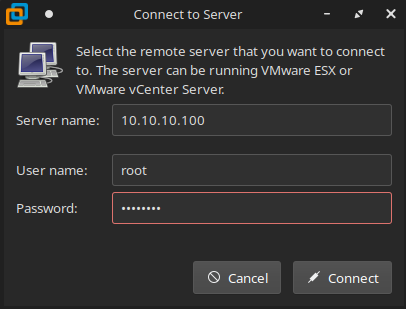 Connect to Server
Select the remote server that you want to connect
to. The server can be running VMware ESX or
VMware vCenter Server.
Server name: 10.10.10.100
User name: root
Password: ••••••••
Cancel Connect